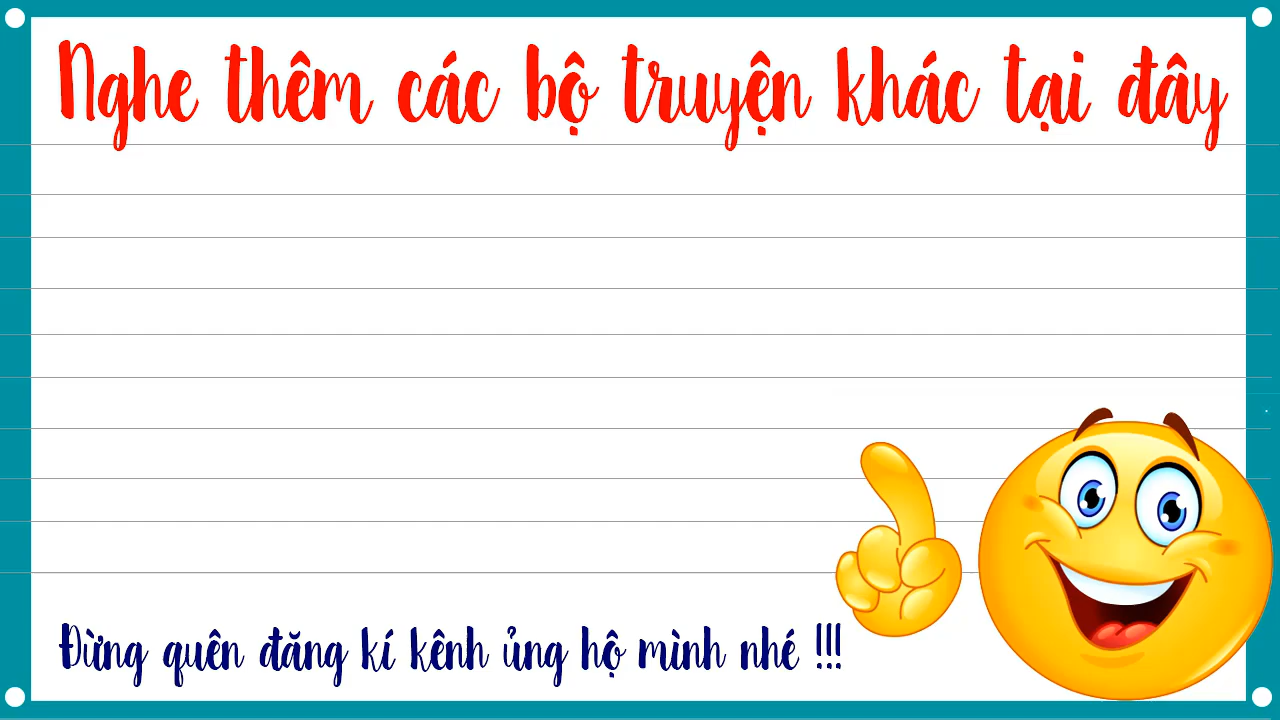 Nghe thêm các bộ truyện khác tại đây
Đừng quên đăng kí kênh ủng hộ mình nhé !!!